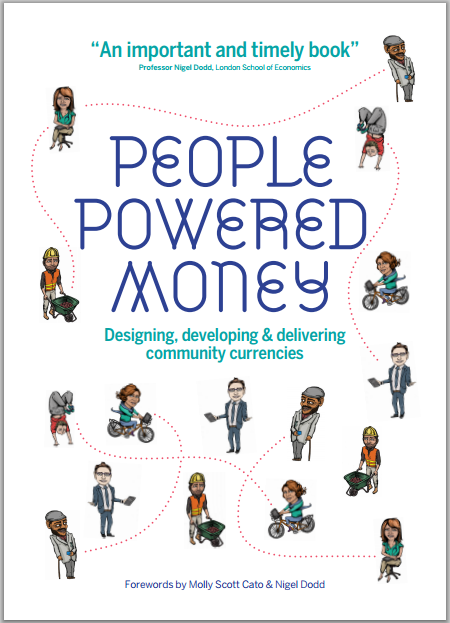 “An important and timely book”
Professor Nigel Dodd, London School of Economics
PEOPLE
POWERED
MONEY
Designing, developing & delivering
community currencies
Forewords by Molly Scott Cato & Nigel Dodd